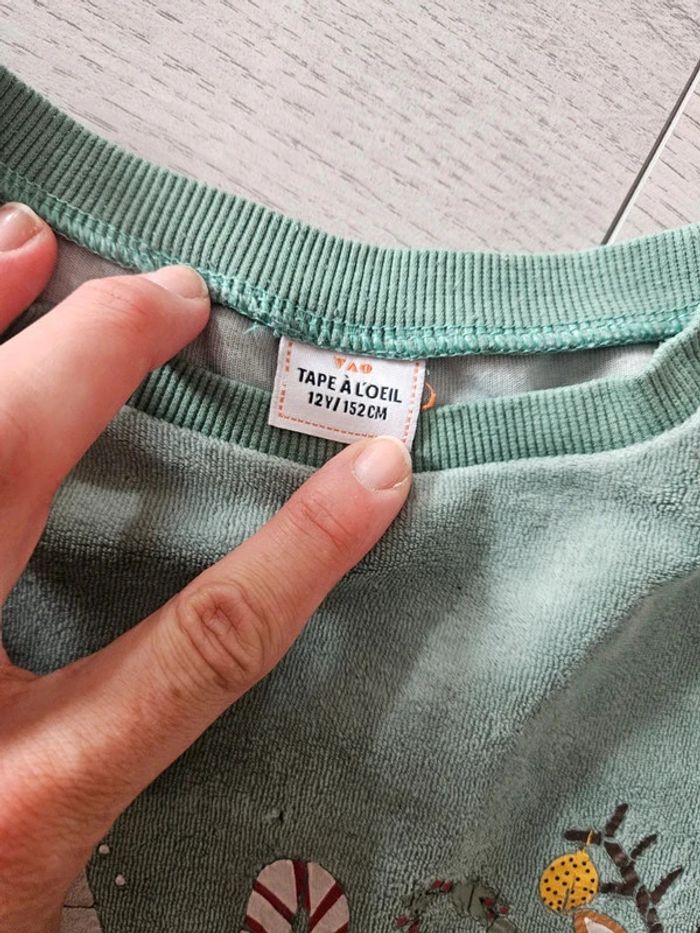 TAO
TAPE À L'OEIL
12Y/152CM